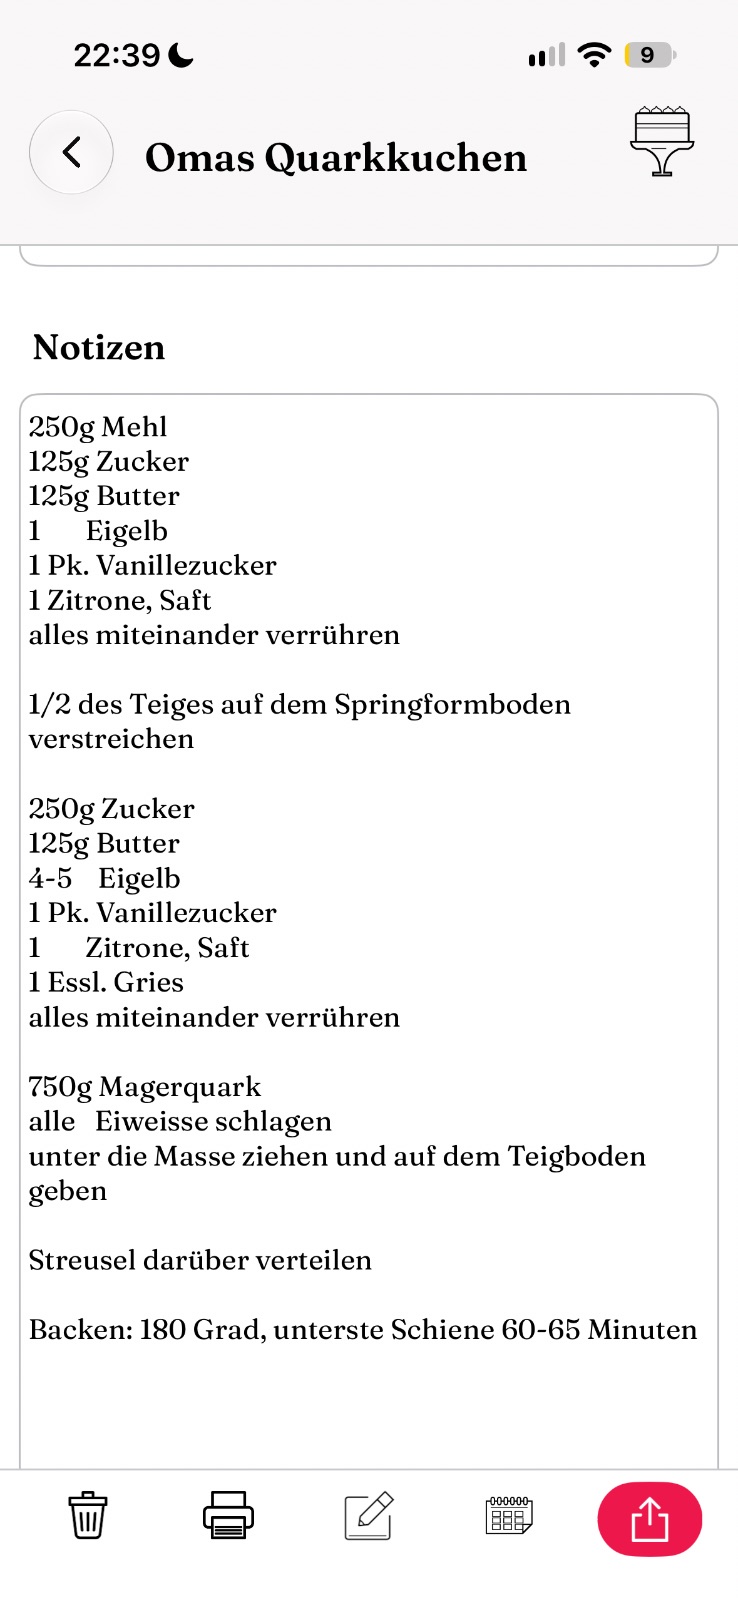 22:39
9
Omas Quarkkuchen
Notizen
250g Mehl
125g Zucker
125g Butter
1 Eigelb
1 Pk. Vanillezucker
1 Zitrone, Saft
alles miteinander verrühren
1/2 des Teiges auf dem Springformboden
verstreichen
250g Zucker
125g Butter
4-5 Eigelb
1 Pk. Vanillezucker
1 Zitrone, Saft
1 Essl. Gries
alles miteinander verrühren
750g Magerquark
alle Eiweisse schlagen
unter die Masse ziehen und auf dem Teigboden
geben
Streusel darüber verteilen
Backen: 180 Grad, unterste Schiene 60-65 Minuten